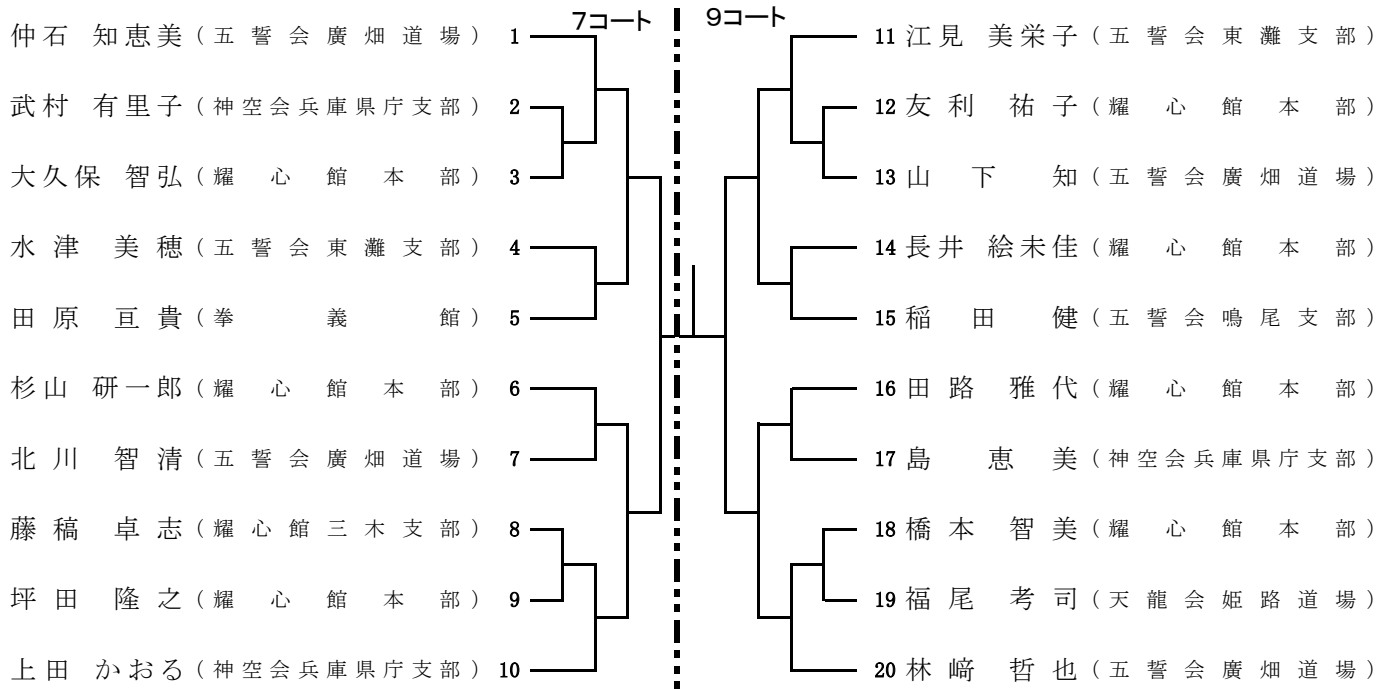 7コート 9コート
仲石 知恵美 (五誓会廣畑道場) 1
武村 有里子 (神空会兵庫県庁支部) 2
大久保 智弘 (耀心館本部) 3
水津 美穂 (五誓会東灘支部) 4
田原 亘貴 (拳義館) 5
杉山 研一郎 (耀心館本部) 6
北川 智清 (五誓会廣畑道場) 7
藤稿 卓志 (耀心館三木支部) 8
坪田 隆之 (耀心館本部) 9
上田 かおる (神空会兵庫県庁支部) 10
11 江見 美栄子 (五誓会東灘支部)
12 友利 祐子 (耀心館本部)
13 山下 知 (五誓会廣畑道場)
14 長井 絵未佳 (耀心館本部)
15 稲田 健 (五誓会鳴尾支部)
16 田路 雅代 (耀心館本部)
17 島 恵美 (神空会兵庫県庁支部)
18 橋本 智美 (耀心館本部)
19 福尾 考司 (天龍会姫路道場)
20 林﨑 哲也 (五誓会廣畑道場)